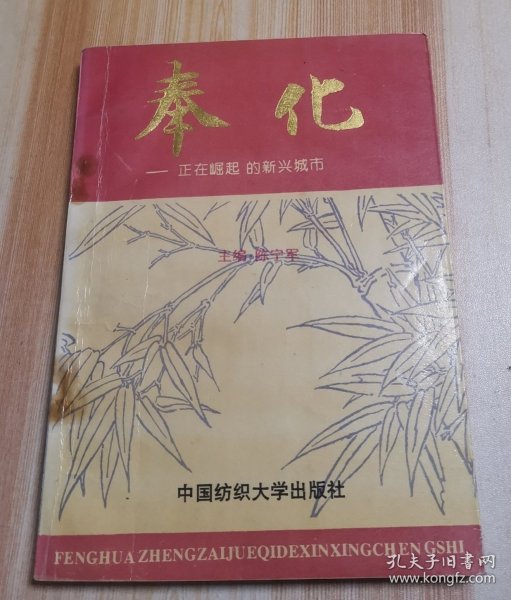 奉化
— 正在崛起 的新兴城市
主编 陈宁军
中国纺织大学出版社
FENGHUA ZHENGZAIJUEQIDEXINXINGCHENGSHI
孔夫子旧书网
www.kongfz.com